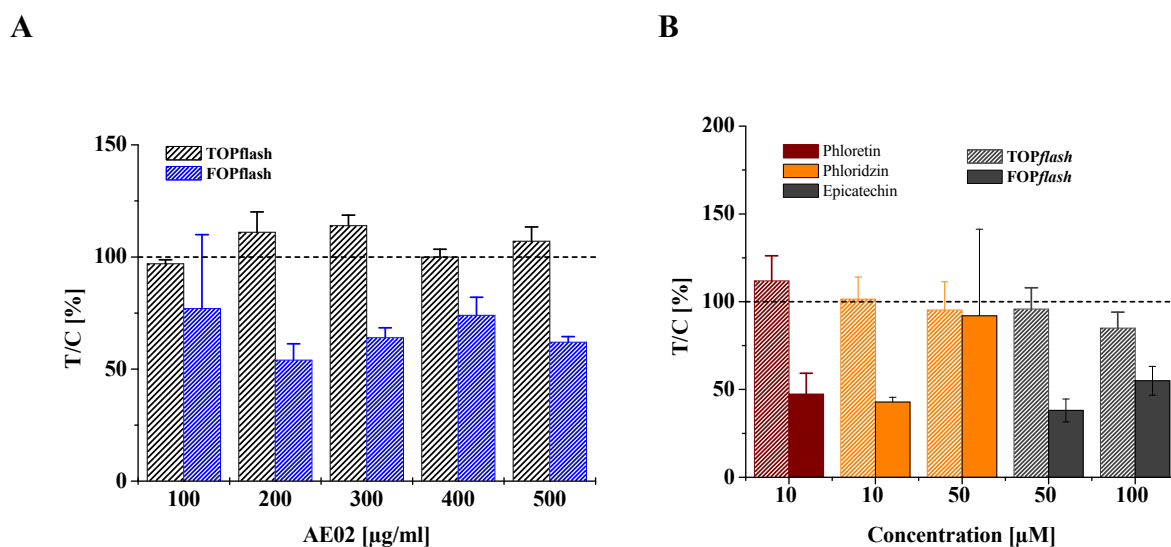 A
150
100
50
0
T/C [%]
TOPflash
FOPflash
100 200 300 400 500
AE02 [µg/ml]
B
200
150
100
50
0
T/C [%]
Phloretin
Phloridzin
Epicatechin
TOPflash
FOPflash
10 10 50 50 100
Concentration [µM]